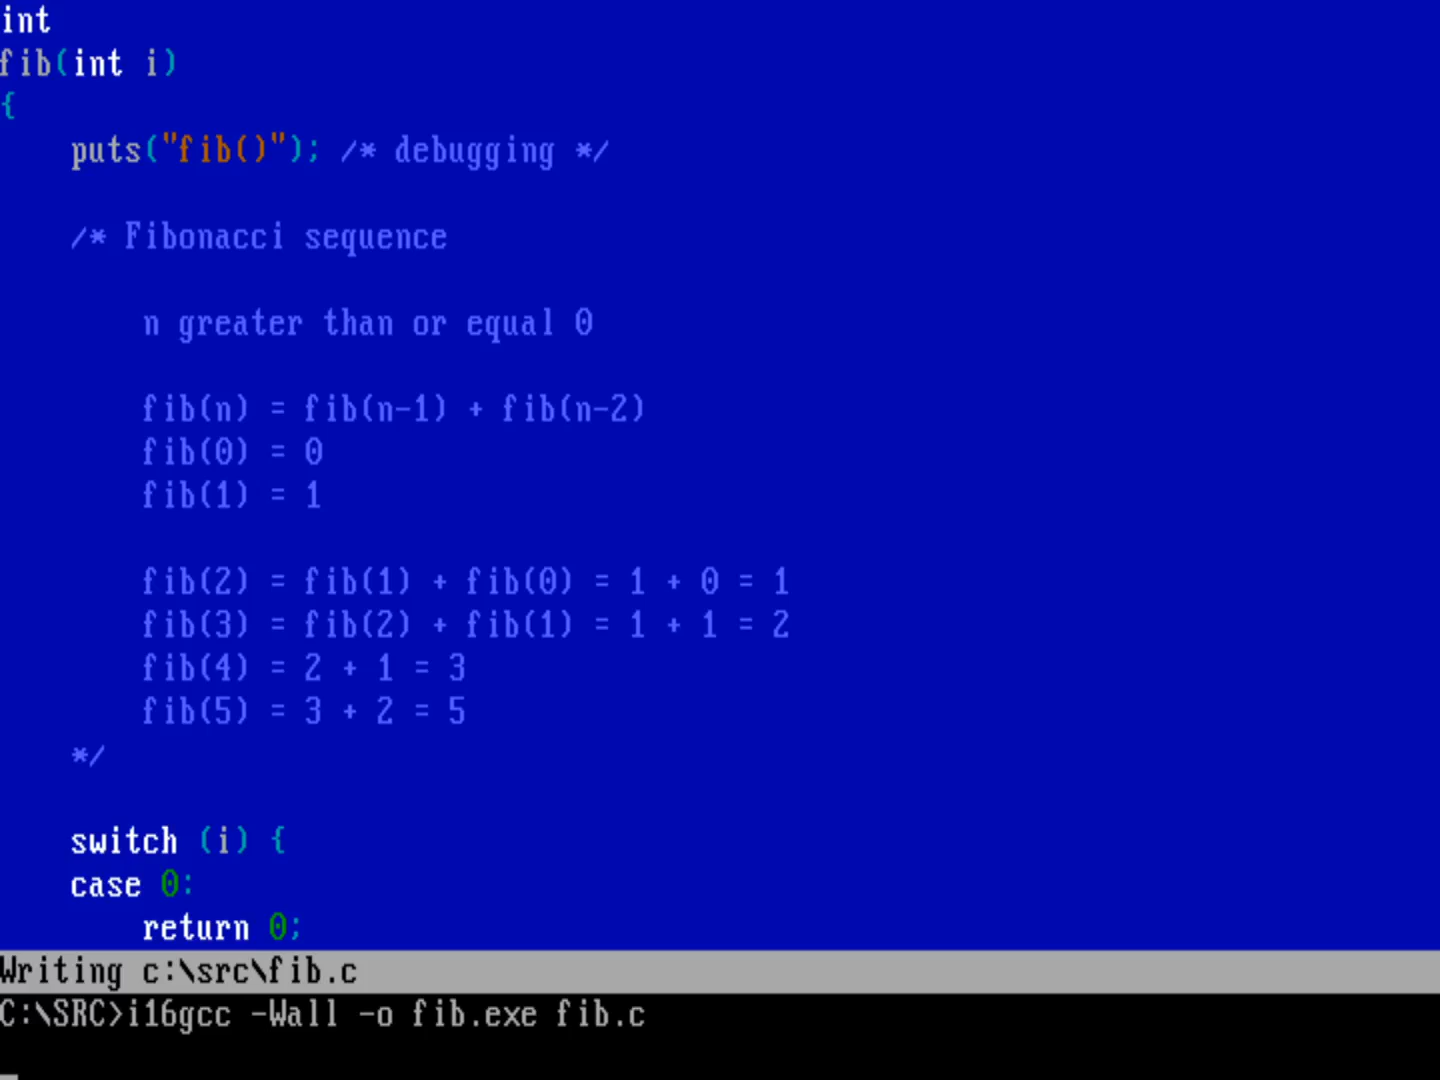 int
fib(int i)
{
    puts("fib()"); /* debugging */
    /* Fibonacci sequence
        n greater than or equal 0
        fib(n) = fib(n-1) + fib(n-2)
        fib(0) = 0
        fib(1) = 1
        fib(2) = fib(1) + fib(0) = 1 + 0 = 1
        fib(3) = fib(2) + fib(1) = 1 + 1 = 2
        fib(4) = 2 + 1 = 3
        fib(5) = 3 + 2 = 5
    */
    switch (i) {
    case 0:
        return 0;
Writing c:\src\fib.c
C:\SRC>i16gcc -Wall -o fib.exe fib.c